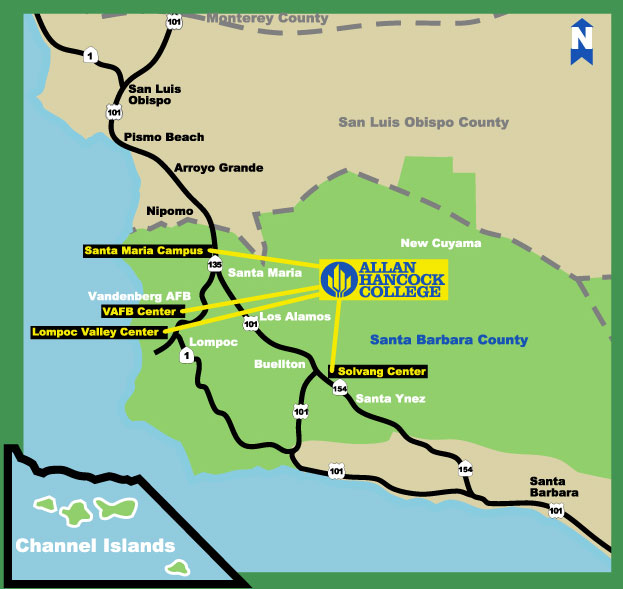 Monterey County
101
N
1
San Luis
Obispo
101
San Luis Obispo County
Pismo Beach
Arroyo Grande
Nipomo
New Cuyama
Santa Maria Campus
135
Santa Maria
ALLAN
HANCOCK
COLLEGE
Vandenberg AFB
VAFB Center
Los Alamos
101
Lompoc Valley Center
Lompoc
Santa Barbara County
1
Buellton
Solvang Center
154
Santa Ynez
101
101
154
Santa
Barbara
101
Channel Islands